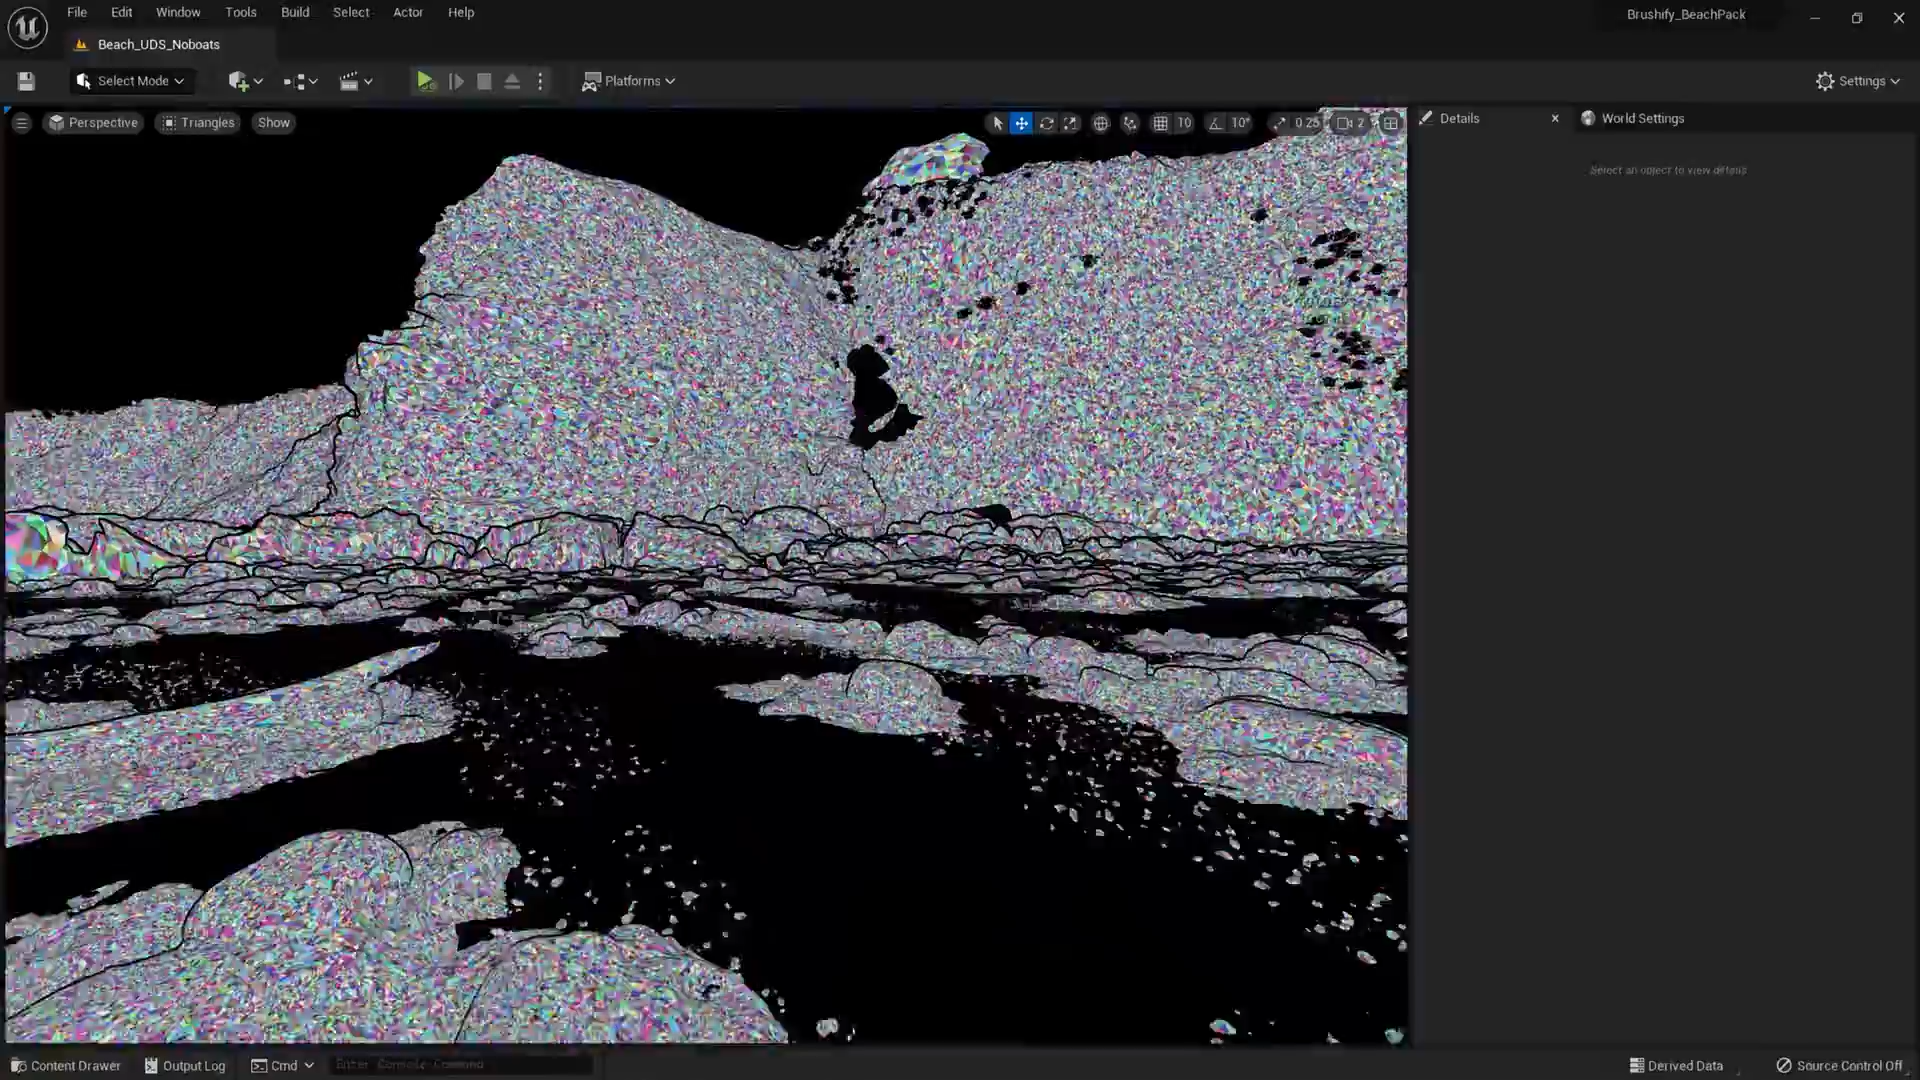 File Edit Window Tools Build Select Actor Help
Brushify_BeachPack
Beach_UDS_Noboats
Select Mode
Platforms
Settings
Perspective Triangles Show
10 10° 0.25 2
Details
World Settings
Select an object to view details
Content Drawer Output Log Cmd Enter Console Command
Derived Data Source Control Off